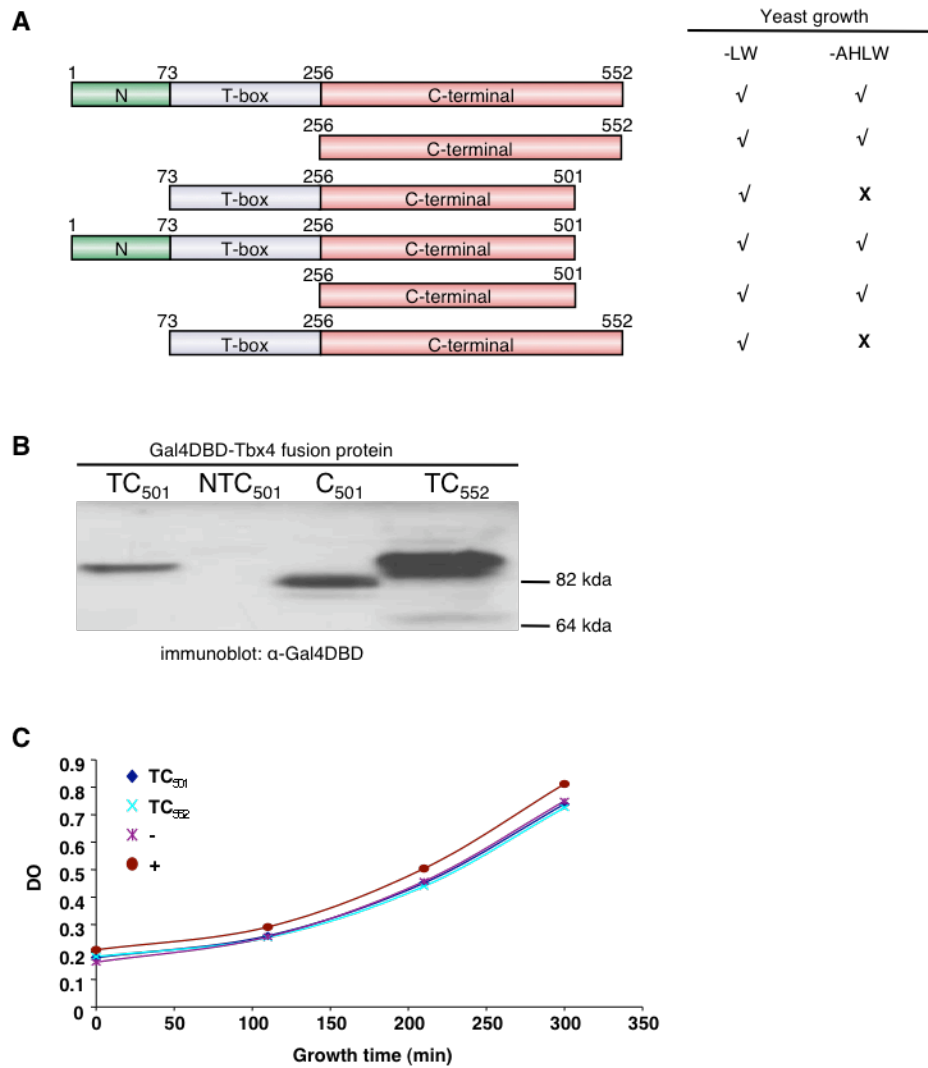 A
Yeast growth
-LW -AHLW
1 73 256 552
N T-box C-terminal √ √
256 552
C-terminal √ √
73 256 501
T-box C-terminal √ X
1 73 256 501
N T-box C-terminal √ √
256 501
C-terminal √ √
73 256 552
T-box C-terminal √ X
B
Gal4DBD-Tbx4 fusion protein
TC501 NTC501 C501 TC552
82 kda
64 kda
immunoblot: α-Gal4DBD
C
0.9
0.8
0.7
0.6
0.5
0.4
0.3
0.2
0.1
0
DO
TC501
TC552
-
+
0 50 100 150 200 250 300 350
Growth time (min)